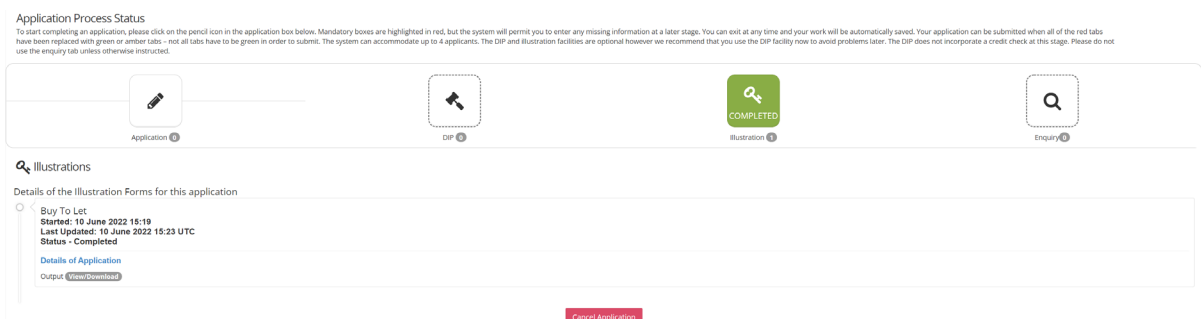 Application Process Status
To start completing an application, please click on the pencil icon in the application box below. Mandatory boxes are highlighted in red, but the system will permit you to enter any missing information at a later stage. You can exit at any time and your work will be automatically saved. Your application can be submitted when all of the red tabs
have been replaced with green or amber tabs – not all tabs have to be green in order to submit. The system can accommodate up to 4 applicants. The DIP and illustration facilities are optional however we recommend that you use the DIP facility now to avoid problems later. The DIP does not incorporate a credit check at this stage. Please do not
use the enquiry tab unless otherwise instructed.
COMPLETED
Application 0
DIP 0
Illustration 1
Enquiry 0
Illustrations
Details of the Illustration Forms for this application
Buy To Let
Started: 10 June 2022 15:19
Last Updated: 10 June 2022 15:23 UTC
Status - Completed
Details of Application
Output View/Download
Cancel Application